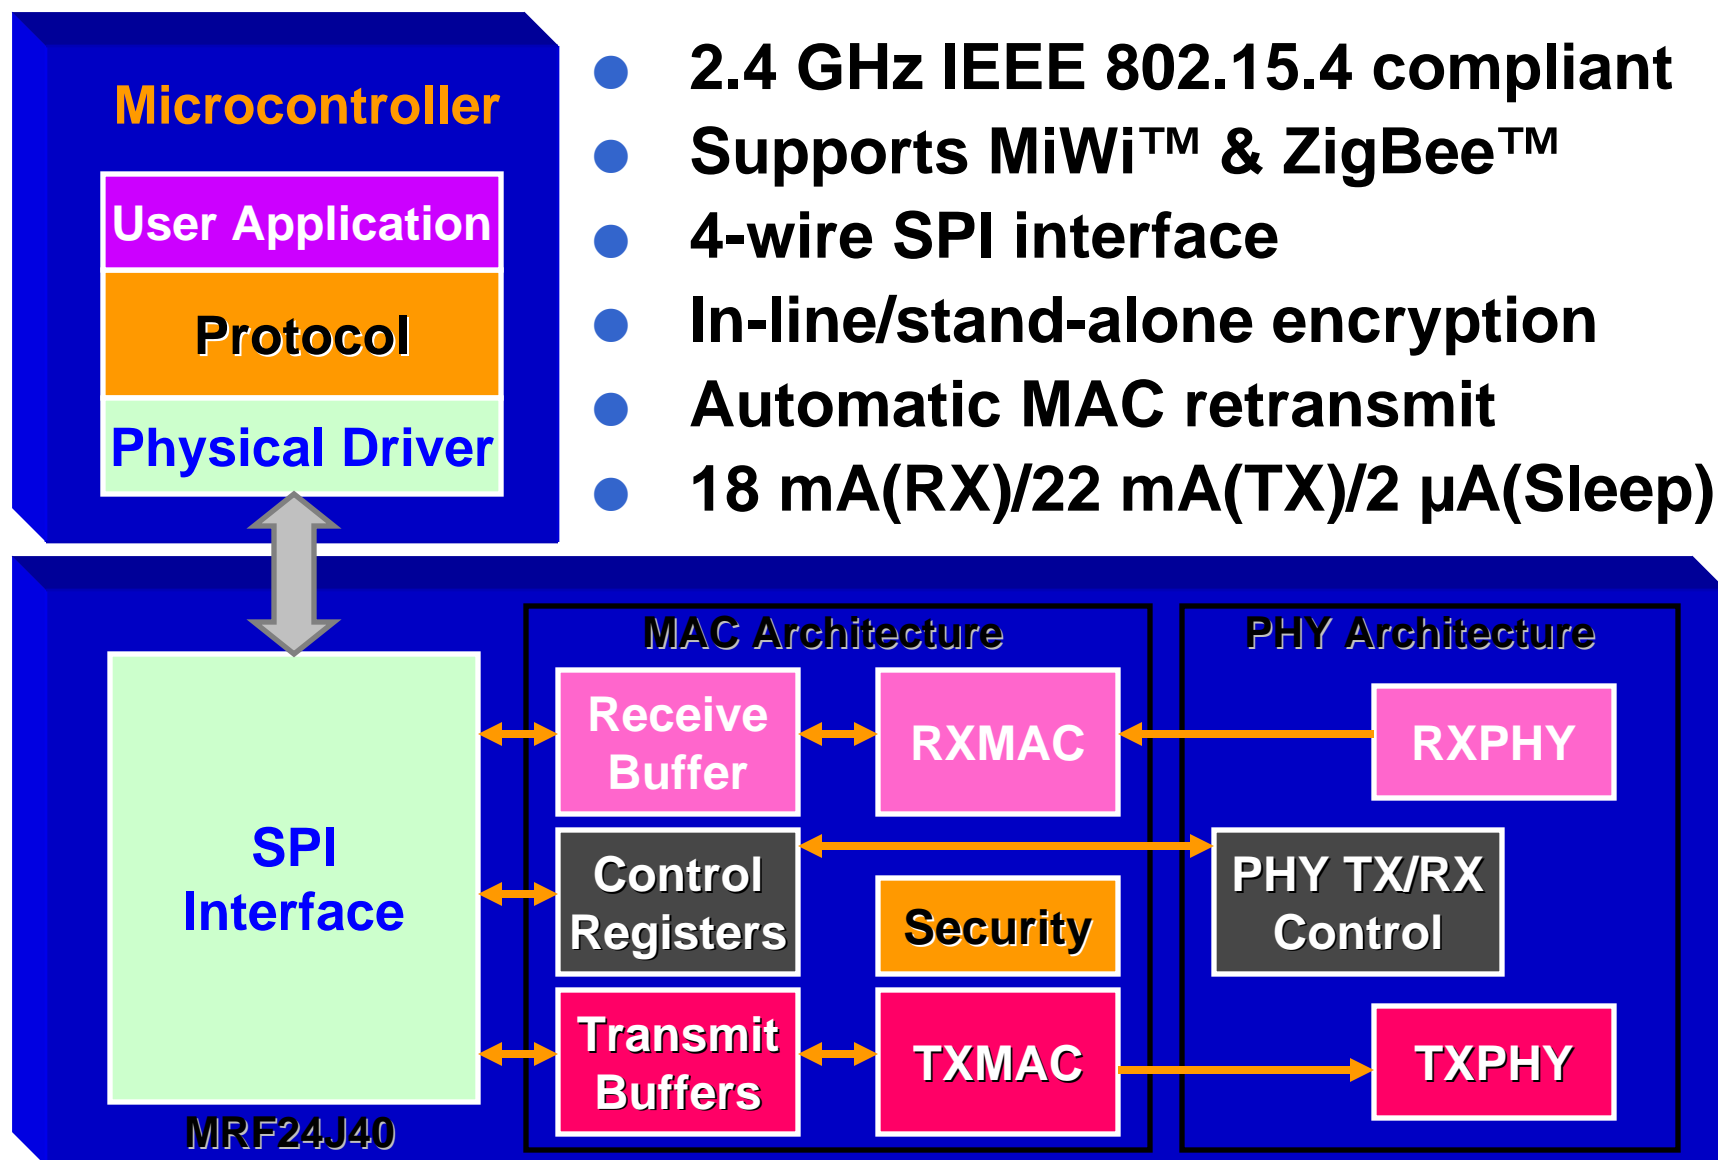 Microcontroller
User Application
Protocol
Physical Driver
● 2.4 GHz IEEE 802.15.4 compliant
● Supports MiWi™ & ZigBee™
● 4-wire SPI interface
● In-line/stand-alone encryption
● Automatic MAC retransmit
● 18 mA(RX)/22 mA(TX)/2 µA(Sleep)
MAC Architecture
PHY Architecture
SPI
Interface
Receive
Buffer
RXMAC
RXPHY
Control
Registers
Security
PHY TX/RX
Control
Transmit
Buffers
TXMAC
TXPHY
MRF24J40